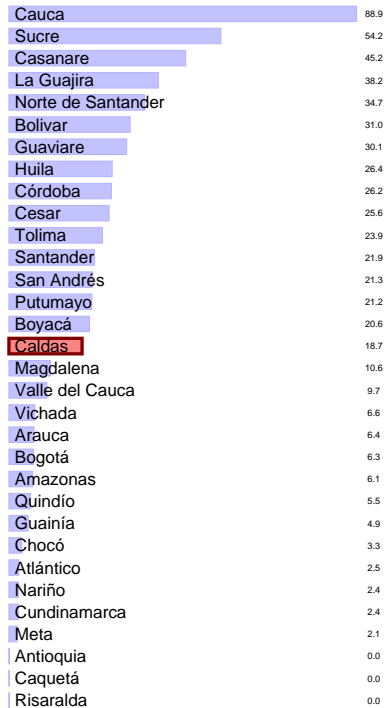 Cauca 88.9
Sucre 54.2
Casanare 45.2
La Guajira 38.2
Norte de Santander 34.7
Bolivar 31.0
Guaviare 30.1
Huila 26.4
Córdoba 26.2
Cesar 25.6
Tolima 23.9
Santander 21.9
San Andrés 21.3
Putumayo 21.2
Boyacá 20.6
Caldas 18.7
Magdalena 10.6
Valle del Cauca 9.7
Vichada 6.6
Arauca 6.4
Bogotá 6.3
Amazonas 6.1
Quindío 5.5
Guainía 4.9
Chocó 3.3
Atlántico 2.5
Nariño 2.4
Cundinamarca 2.4
Meta 2.1
Antioquia 0.0
Caquetá 0.0
Risaralda 0.0